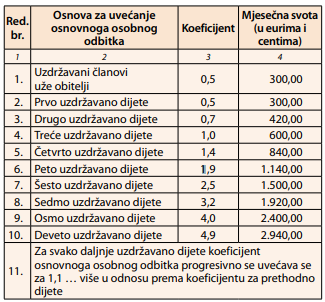 Red. br. Osnova za uvećanje osnovnoga osobnog odbitka Koeficijent Mjesečna svota (u eurima i centima)
1 2 3 4
1. Uzdržavani članovi uže obitelji 0,5 300,00
2. Prvo uzdržavano dijete 0,5 300,00
3. Drugo uzdržavano dijete 0,7 420,00
4. Treće uzdržavano dijete 1,0 600,00
5. Četvrto uzdržavano dijete 1,4 840,00
6. Peto uzdržavano dijete 1,9 1.140,00
7. Šesto uzdržavano dijete 2,5 1.500,00
8. Sedmo uzdržavano dijete 3,2 1.920,00
9. Osmo uzdržavano dijete 4,0 2.400,00
10. Deveto uzdržavano dijete 4,9 2.940,00
11. Za svako daljnje uzdržavano dijete koeficijent
osnovnoga osobnog odbitka progresivno se uvećava se
za 1,1 … više u odnosu prema koeficijentu za prethodno
dijete